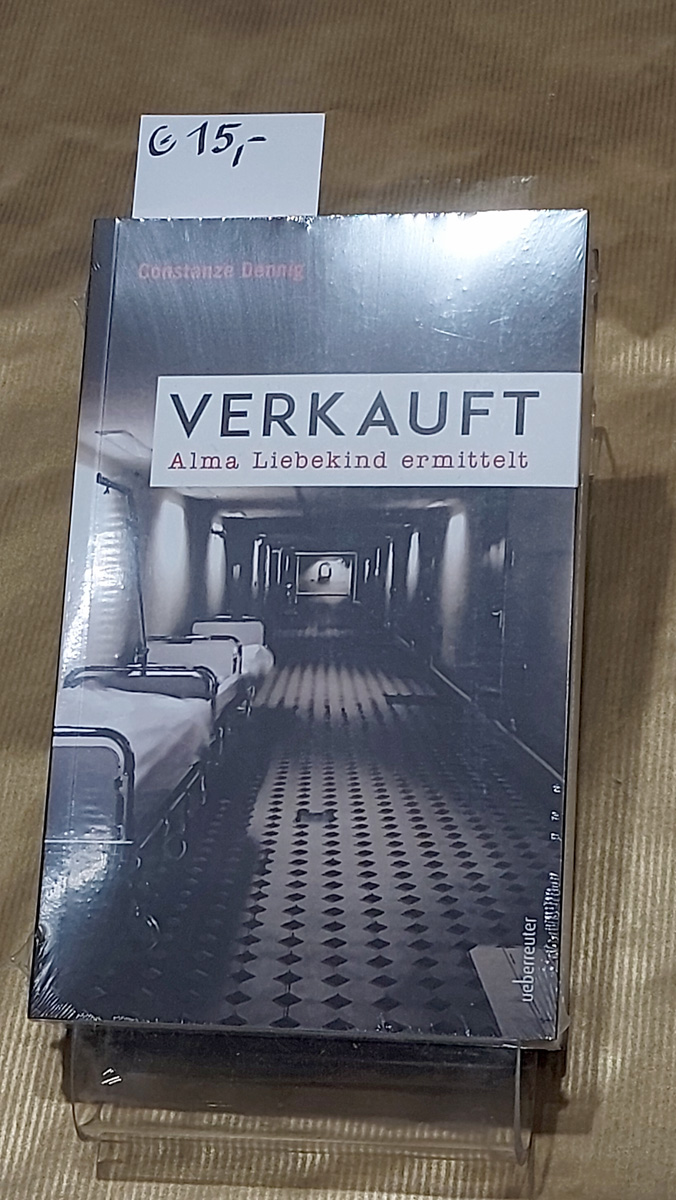 € 15,-
Constanze Dennig
VERKAUFT
Alma Liebekind ermittelt
ueberreuter